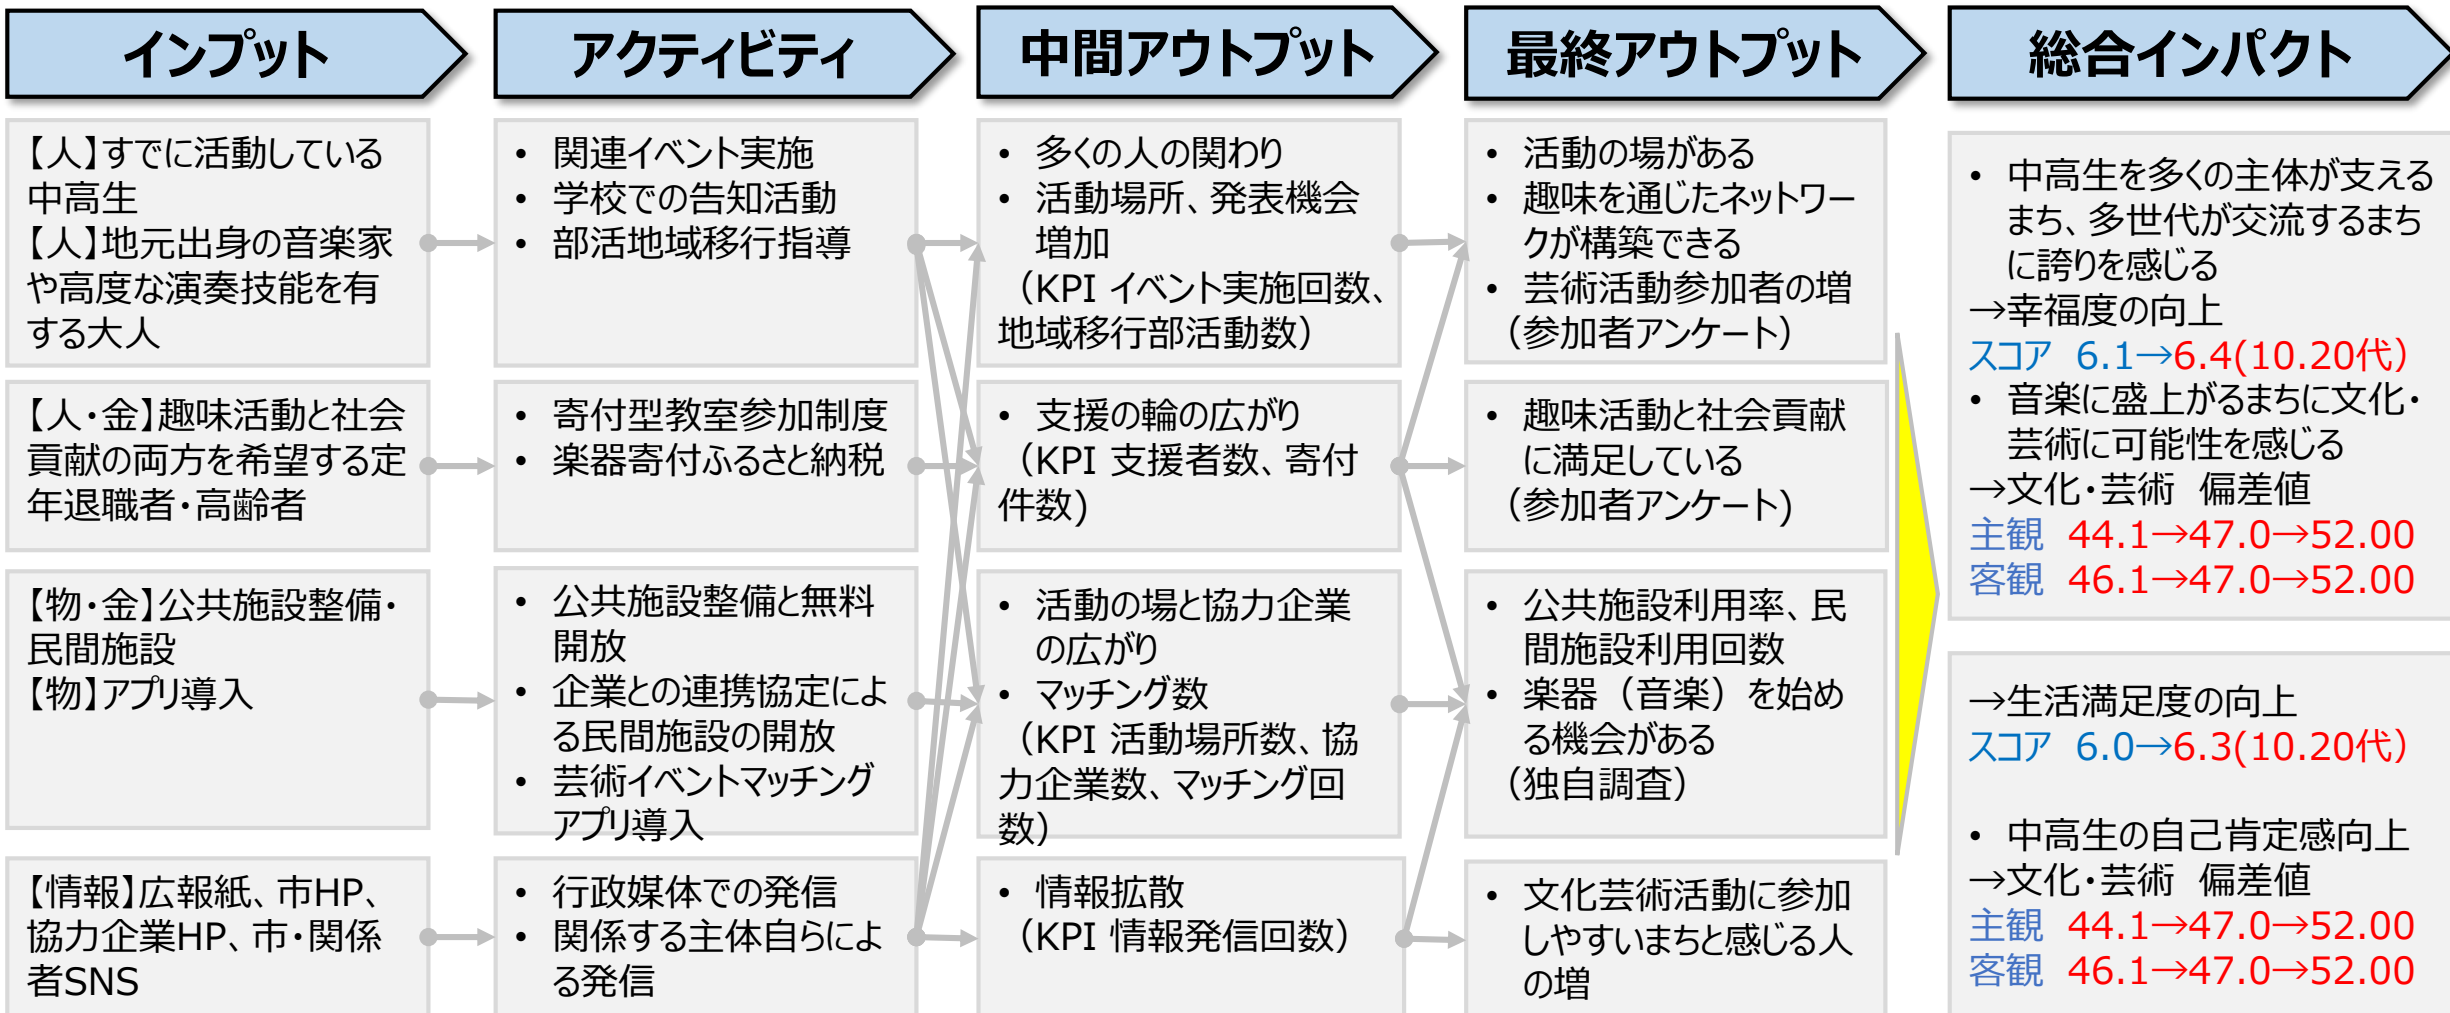 インプット
アクティビティ
中間アウトプット
最終アウトプット
総合インパクト
【人】すでに活動している
中高生
【人】地元出身の音楽家
や高度な演奏技能を有
する大人
【人・金】趣味活動と社会
貢献の両方を希望する定
年退職者・高齢者
【物・金】公共施設整備・
民間施設
【物】アプリ導入
【情報】広報紙、市HP、
協力企業HP、市・関係
者SNS
• 関連イベント実施
• 学校での告知活動
• 部活地域移行指導
• 寄付型教室参加制度
• 楽器寄付ふるさと納税
• 公共施設整備と無料
開放
• 企業との連携協定によ
る民間施設の開放
• 芸術イベントマッチング
アプリ導入
• 行政媒体での発信
• 関係する主体自らによ
る発信
• 多くの人の関わり
• 活動場所、発表機会
増加
（KPI イベント実施回数、
地域移行部活動数）
• 支援の輪の広がり
（KPI 支援者数、寄付
件数)
• 活動の場と協力企業
の広がり
• マッチング数
（KPI 活動場所数、協
力企業数、マッチング回
数）
• 情報拡散
（KPI 情報発信回数）
• 活動の場がある
• 趣味を通じたネットワー
クが構築できる
• 芸術活動参加者の増
（参加者アンケート）
• 趣味活動と社会貢献
に満足している
（参加者アンケート)
• 公共施設利用率、民
間施設利用回数
• 楽器（音楽）を始め
る機会がある
（独自調査）
• 文化芸術活動に参加
しやすいまちと感じる人
の増
• 中高生を多くの主体が支える
まち、多世代が交流するまち
に誇りを感じる
→幸福度の向上
スコア 6.1→6.4(10.20代）
• 音楽に盛上がるまちに文化・
芸術に可能性を感じる
→文化・芸術 偏差値
主観 44.1→47.0→52.00
客観 46.1→47.0→52.00
→生活満足度の向上
スコア 6.0→6.3(10.20代）
• 中高生の自己肯定感向上
→文化・芸術 偏差値
主観 44.1→47.0→52.00
客観 46.1→47.0→52.00